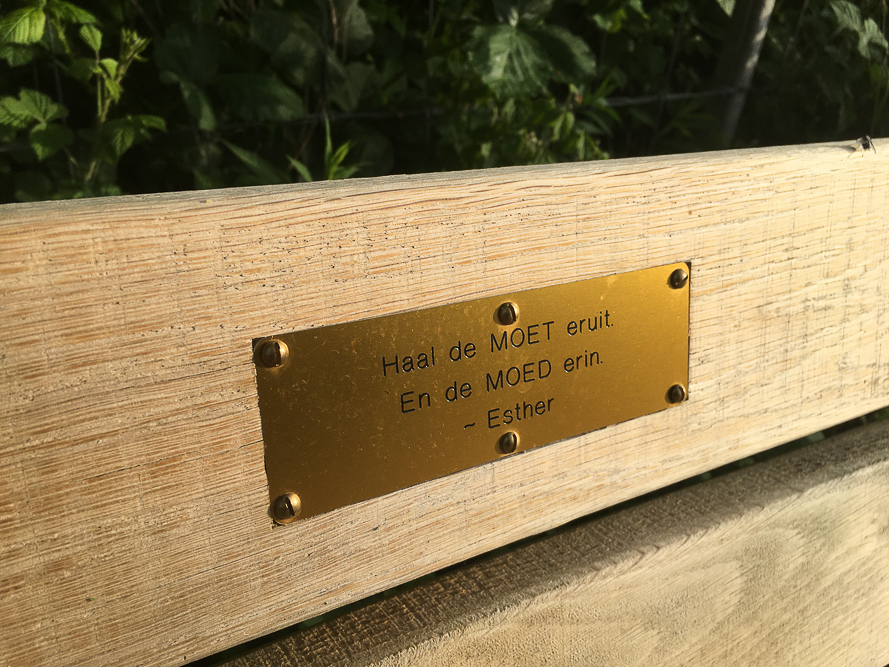 Haal de MOET eruit.
En de MOED erin.
~ Esther